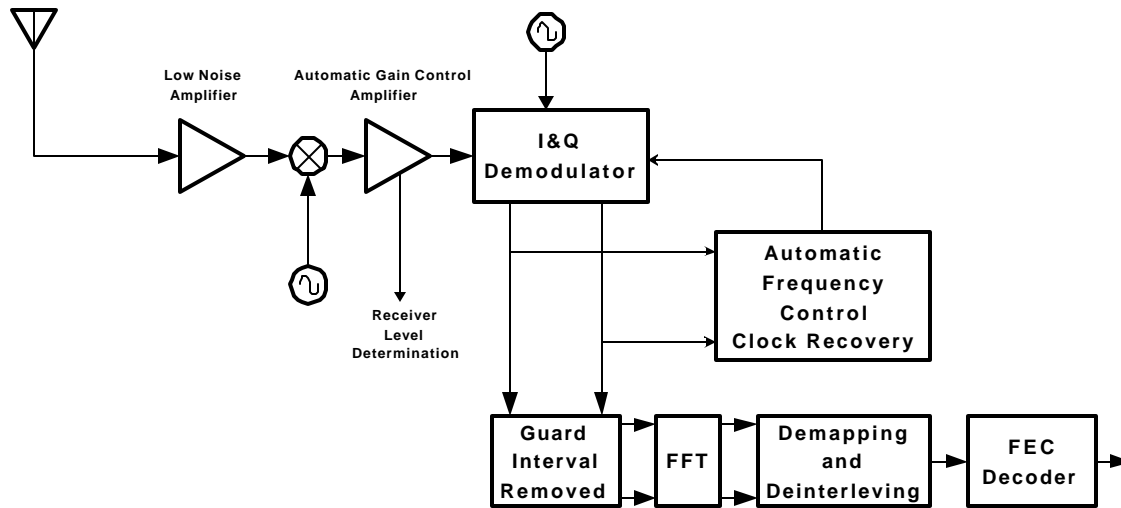 Low Noise
Amplifier
Automatic Gain Control
Amplifier
I&Q
Demodulator
Automatic
Frequency
Control
Clock Recovery
Receiver
Level
Determination
Guard
Interval
Removed
FFT
Demapping
and
Deinterleving
FEC
Decoder